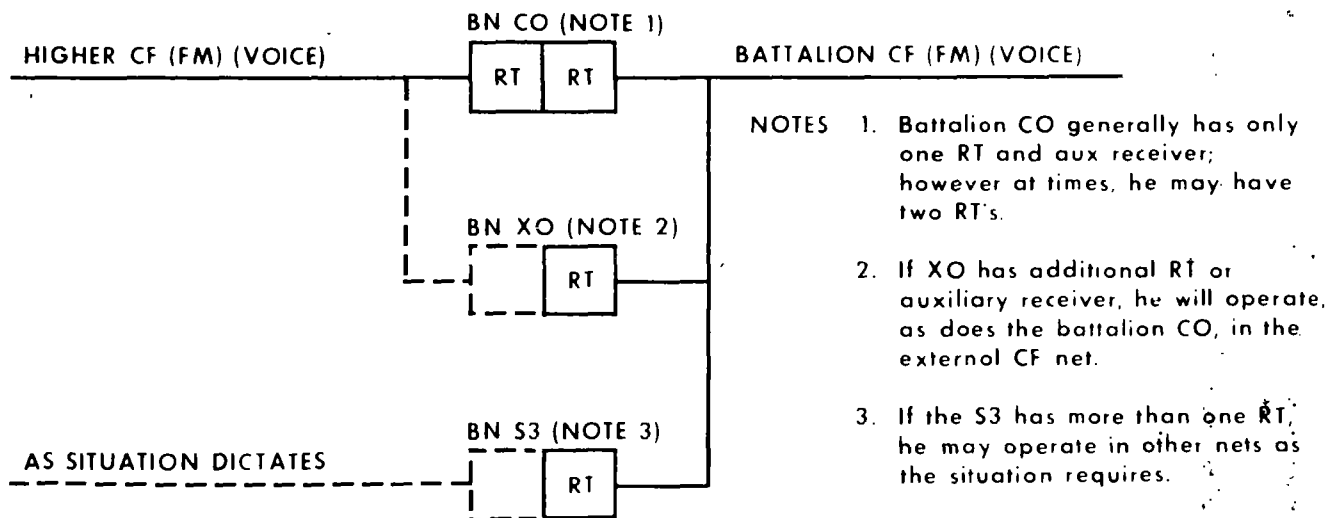 BN CO (NOTE 1)
HIGHER CF (FM) (VOICE)
RT RT
BATTALION CF (FM) (VOICE)
BN XO (NOTE 2)
RT
BN S3 (NOTE 3)
AS SITUATION DICTATES
RT
NOTES 1. Battalion CO generally has only
one RT and aux receiver;
however at times, he may have
two RT's.
2. If XO has additional RT or
auxiliary receiver, he will operate,
as does the battalion CO, in the
external CF net.
3. If the S3 has more than one RT,
he may operate in other nets as
the situation requires.